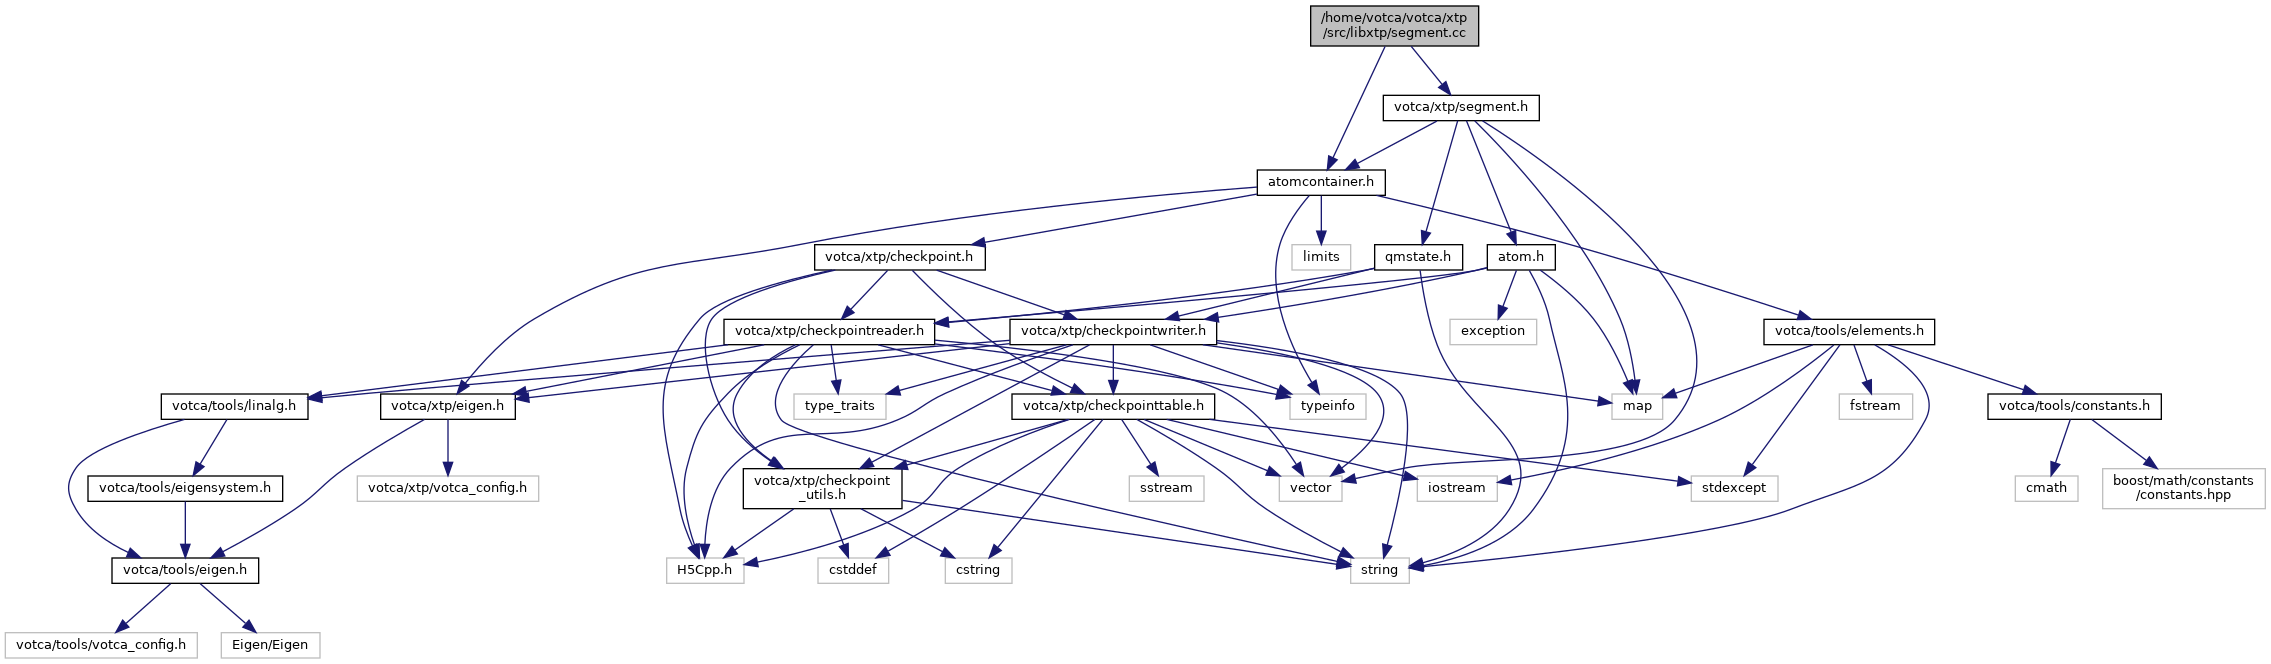 /home/votca/votca/xtp
/src/libxtp/segment.cc
votca/xtp/segment.h
atomcontainer.h
votca/xtp/checkpoint.h
limits
qmstate.h
atom.h
votca/xtp/checkpointreader.h
votca/xtp/checkpointwriter.h
exception
votca/tools/elements.h
votca/tools/linalg.h
votca/xtp/eigen.h
type_traits
votca/xtp/checkpointtable.h
typeinfo
map
fstream
votca/tools/constants.h
votca/tools/eigensystem.h
votca/xtp/votca_config.h
votca/xtp/checkpoint
_utils.h
sstream
vector
iostream
stdexcept
cmath
boost/math/constants
/constants.hpp
votca/tools/eigen.h
H5Cpp.h
cstddef
cstring
string
votca/tools/votca_config.h
Eigen/Eigen